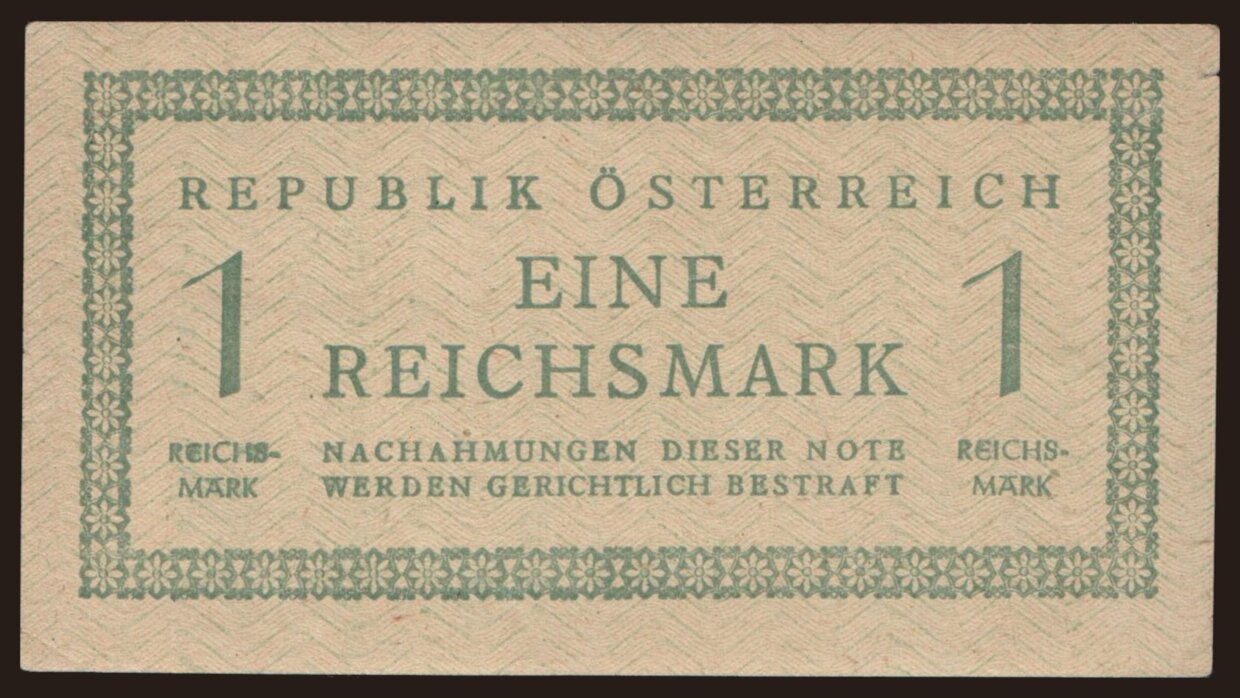 REPUBLIK ÖSTERREICH
1 EINE 1
REICHSMARK
REICHS- NACHAHMUNGEN DIESER NOTE REICHS-
MARK WERDEN GERICHTLICH BESTRAFT MARK